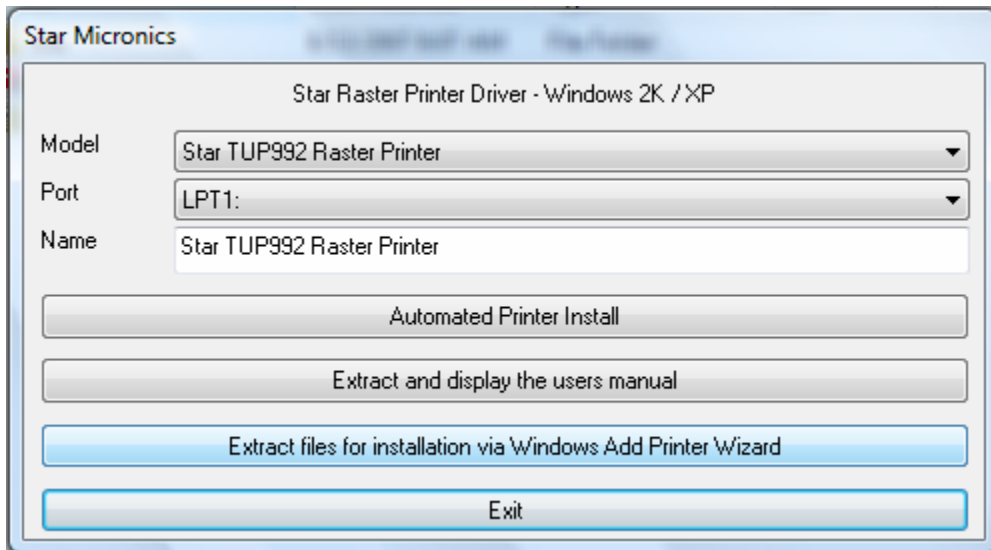 Star Micronics
Star Raster Printer Driver - Windows 2K / XP
Model
Star TUP992 Raster Printer
Port
LPT1:
Name
Star TUP992 Raster Printer
Automated Printer Install
Extract and display the users manual
Extract files for installation via Windows Add Printer Wizard
Exit